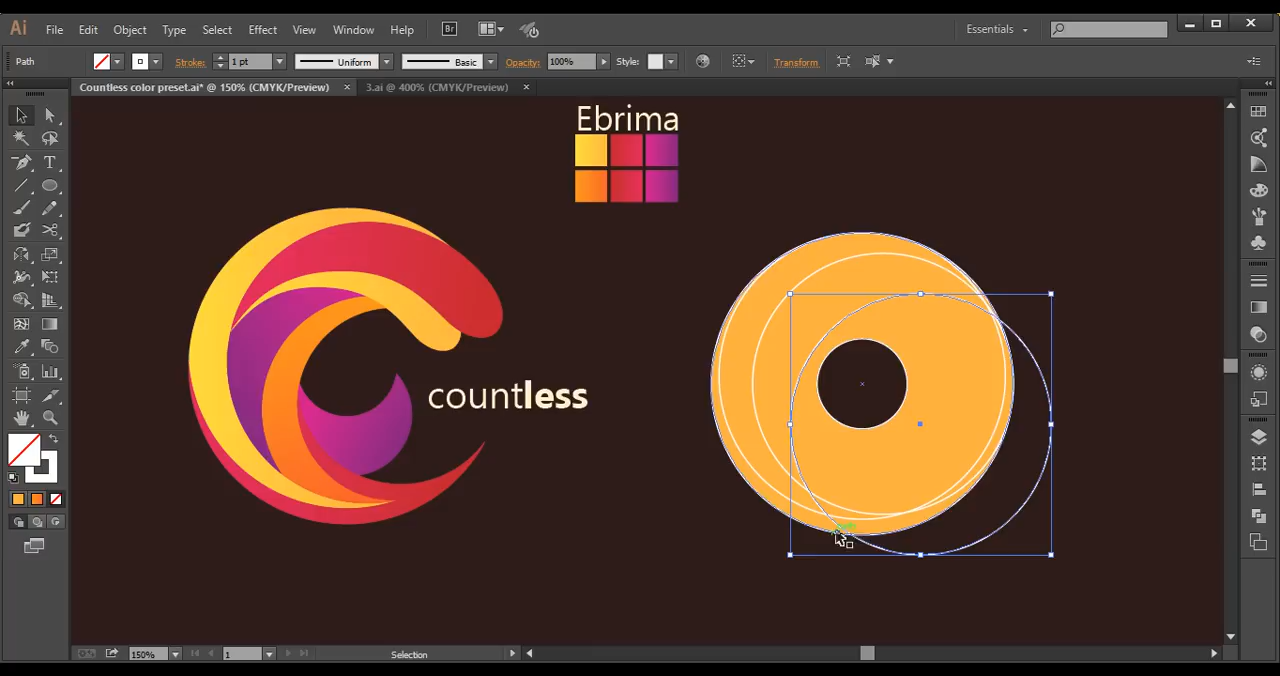 Ai File Edit Object Type Select Effect View Window Help Br Essentials
Path Stroke: 1 pt Uniform Basic Opacity: 100% Style: Transform
Countless color preset.ai* @ 150% (CMYK/Preview) × 3.ai @ 400% (CMYK/Preview) ×
Ebrima
countless
150% 1 Selection